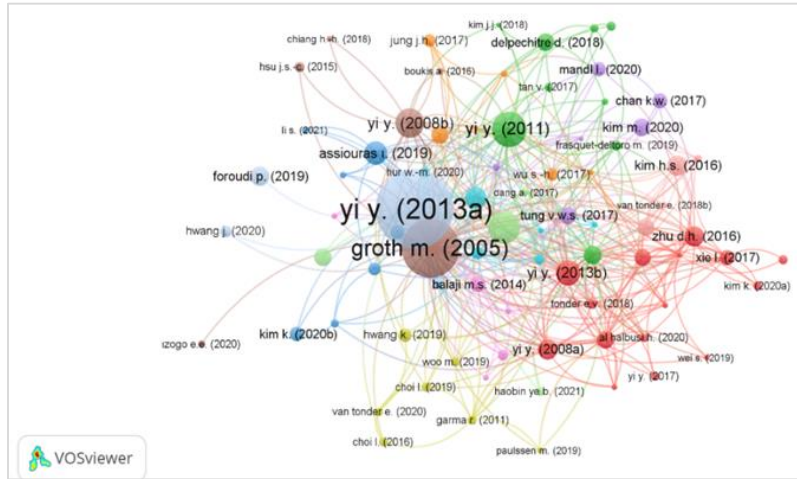 kim j.j. (2018)
chiang h.-h. (2016)
jung j.h. (2017)
delpechitre d. (2018)
hsu j.s.-c. (2015)
boukis a. (2016)
mandl l. (2020)
tan v. (2017)
chan k.w. (2017)
yi y. (2008b)
yi y. (2011)
kim m. (2020)
li s. (2021)
assiouras i. (2019)
frasquet-deltoro m. (2019)
kim h.s. (2016)
foroudi p. (2019)
hur w.-m. (2020)
wu s.-h. (2017)
dang a. (2017)
van tonder e. (2018b)
yi y. (2013a)
tung v.w.s. (2017)
hwang j. (2020)
zhu d.h. (2016)
groth m. (2005)
xie l. (2017)
yi y. (2013b)
balaji m.s. (2014)
kim k. (2020a)
tonder e.v. (2018)
kim k. (2020b)
hwang k. (2019)
al halbusi h. (2020)
izogo e.e. (2020)
yi y. (2008a)
woo m. (2019)
wei s. (2019)
yi y. (2017)
choi l. (2019)
haobin ye b. (2021)
van tonder e. (2020)
garma r. (2011)
choi l. (2016)
paulssen m. (2019)
VOSviewer